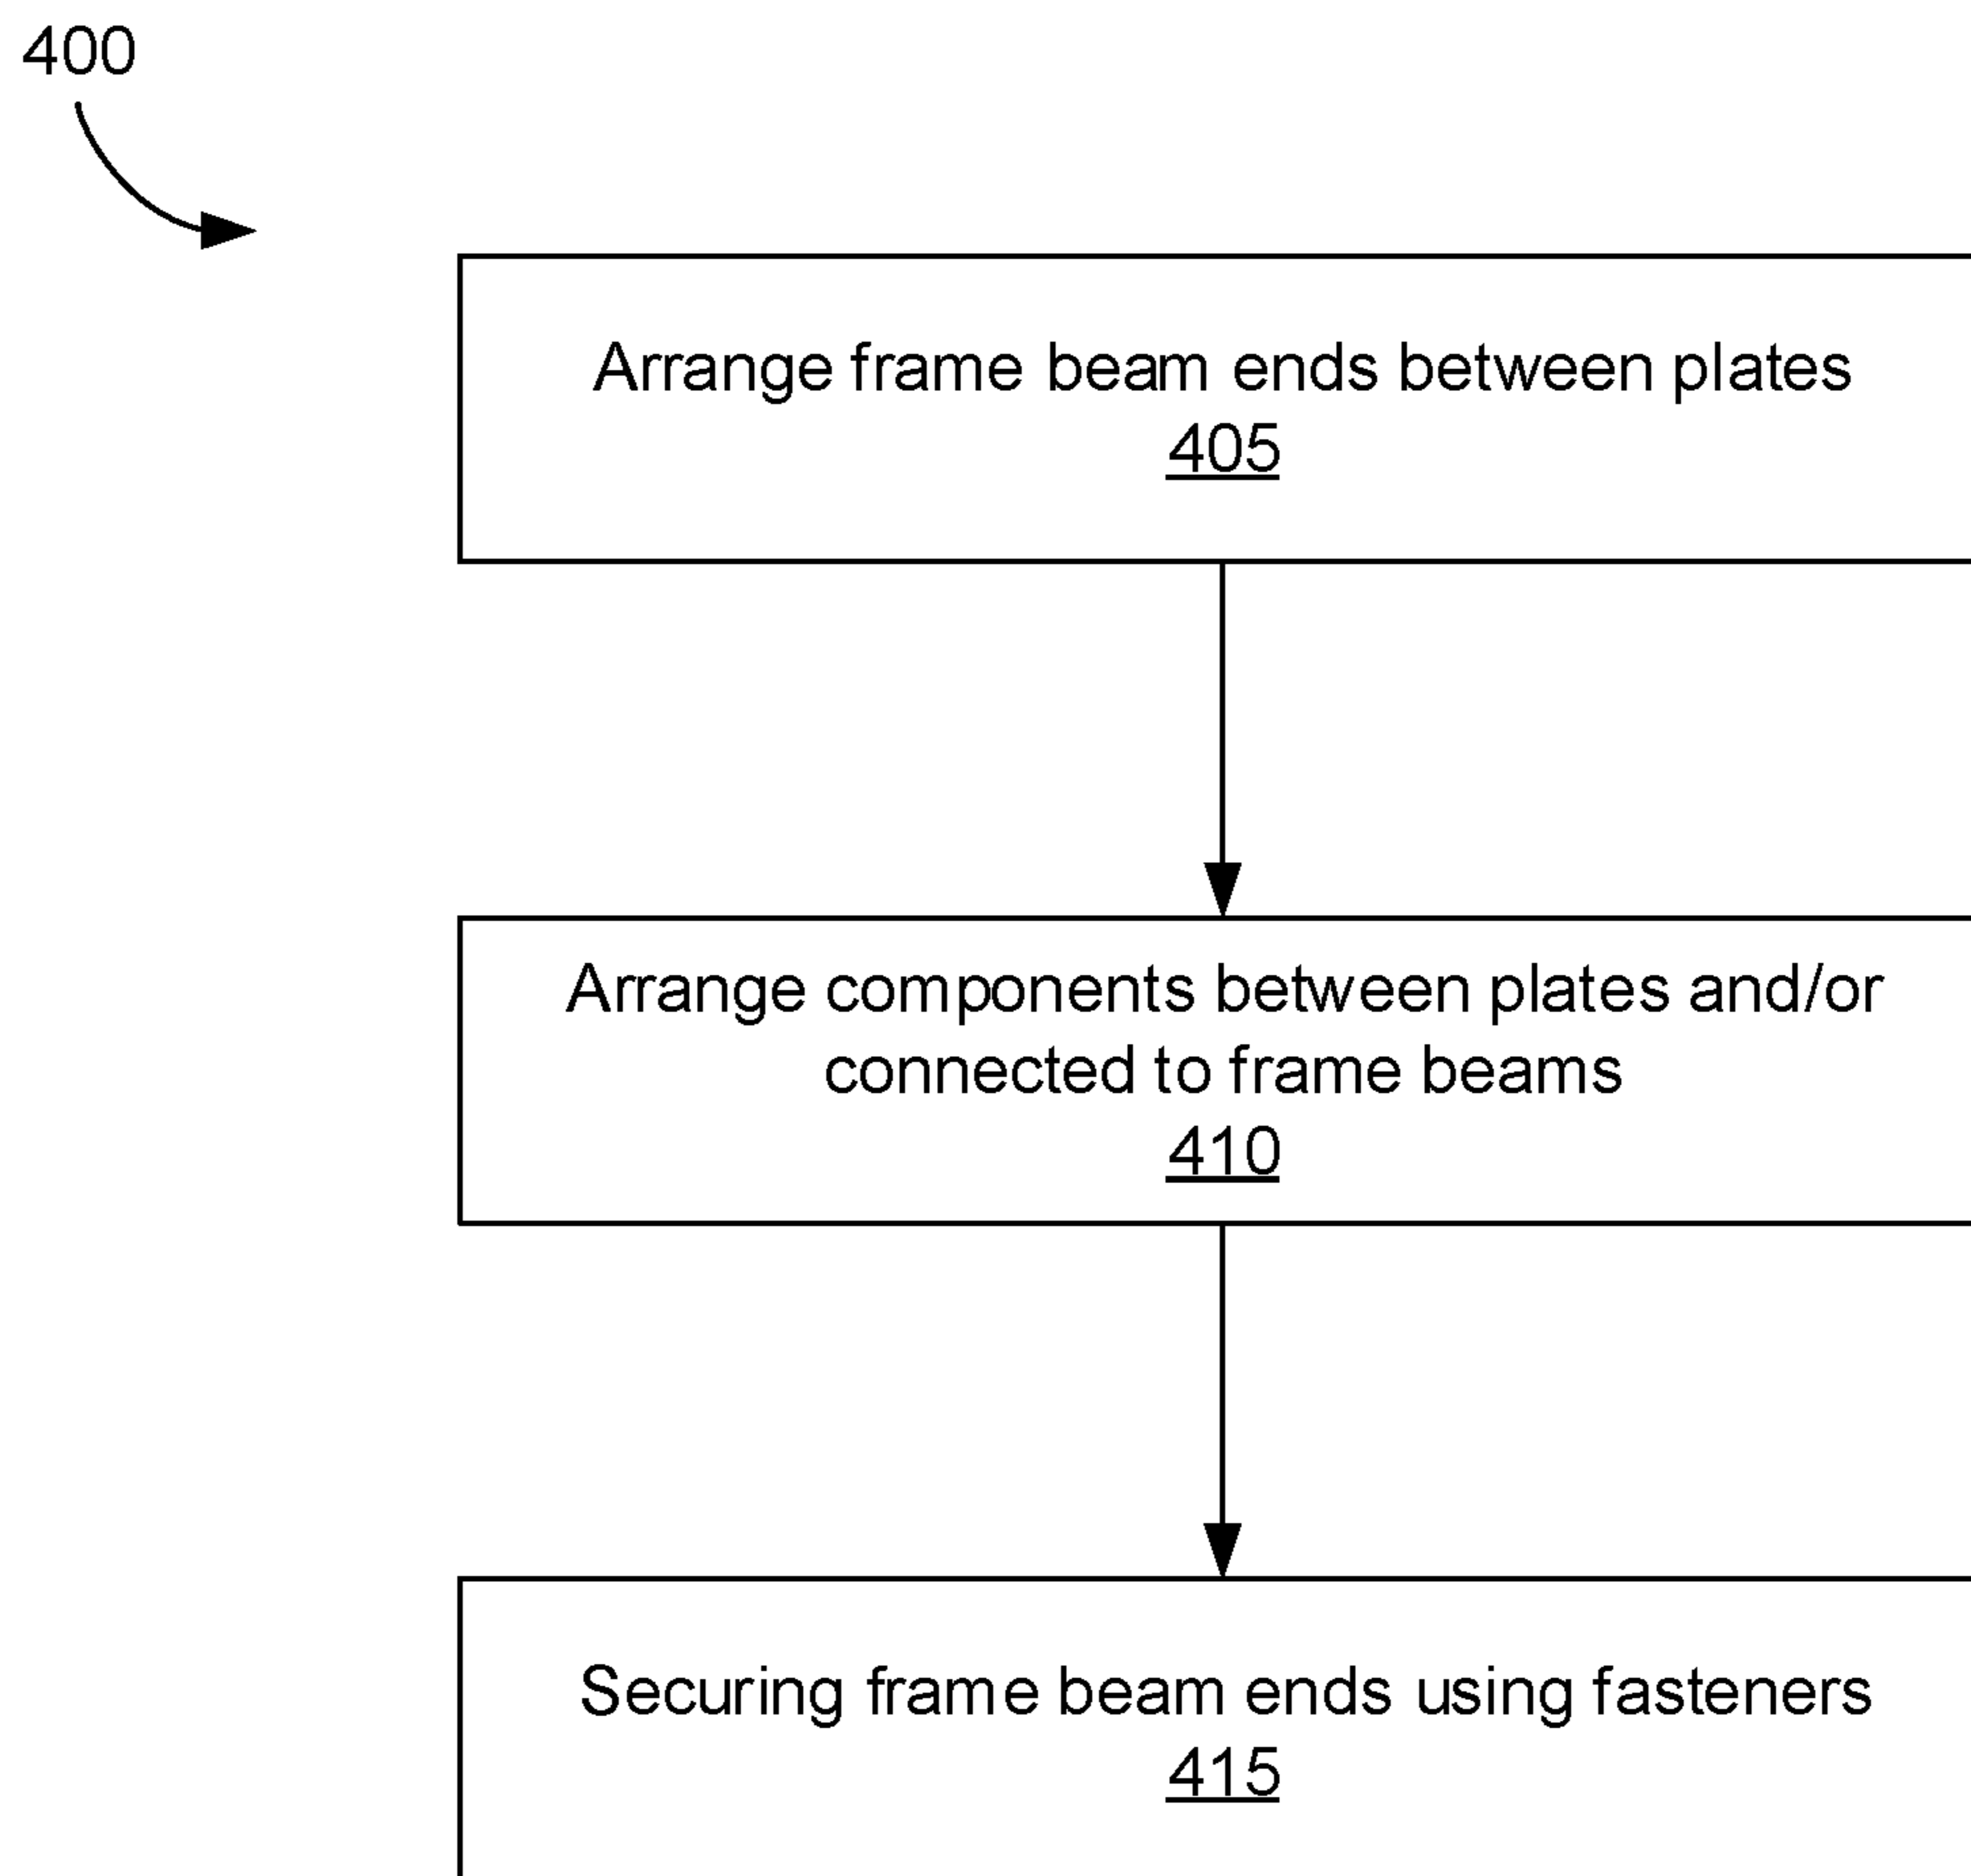 400
Arrange frame beam ends between plates
405
Arrange components between plates and/or
connected to frame beams
410
Securing frame beam ends using fasteners
415